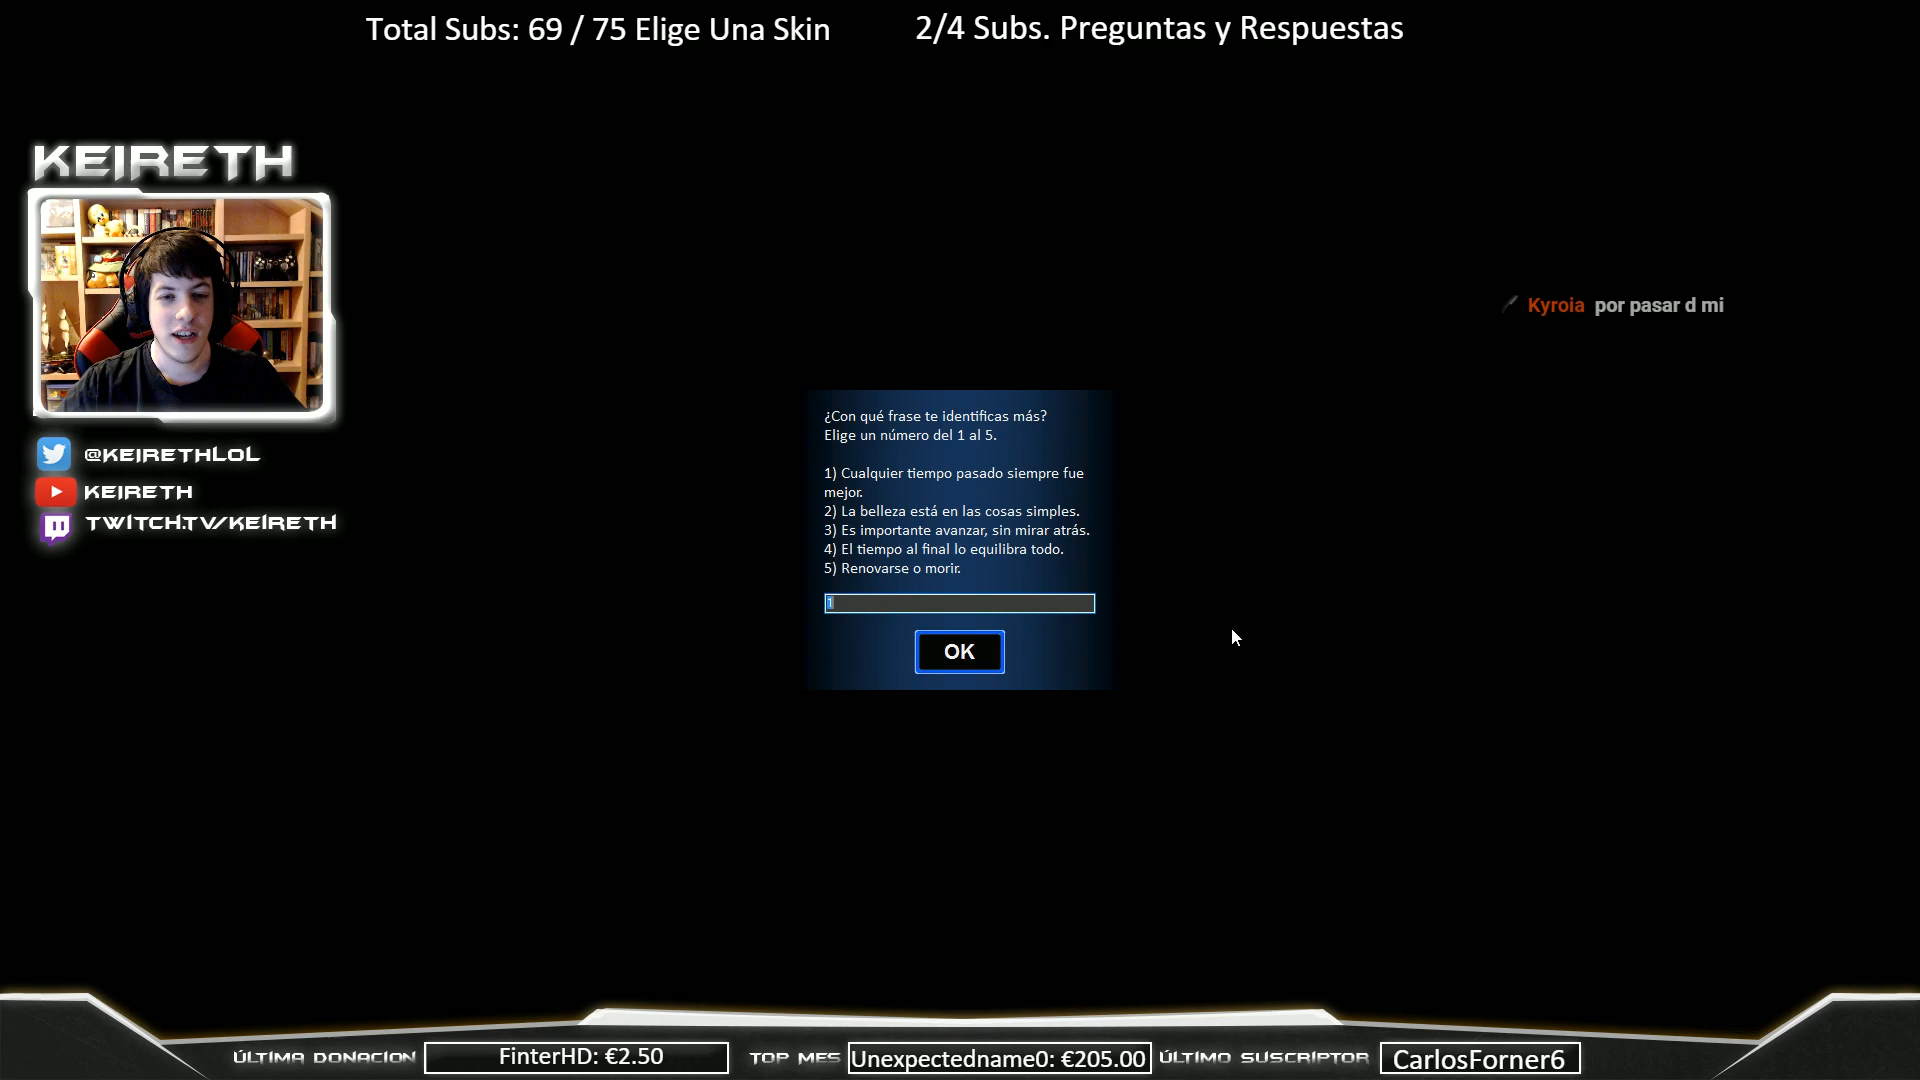 Total Subs: 69 / 75 Elige Una Skin
2/4 Subs. Preguntas y Respuestas
KEIRETH
@KEIRETHLOL
KEIRETH
TWITCH.TV/KEIRETH
Kyroia por pasar d mi
¿Con qué frase te identificas más?
Elige un número del 1 al 5.
1) Cualquier tiempo pasado siempre fue
mejor.
2) La belleza está en las cosas simples.
3) Es importante avanzar, sin mirar atrás.
4) El tiempo al final lo equilibra todo.
5) Renovarse o morir.
1
OK
ÚLTIMA DONACION
FinterHD: €2.50
TOP MES
Unexpectedname0: €205.00
ÚLTIMO SUSCRIPTOR
CarlosForner6